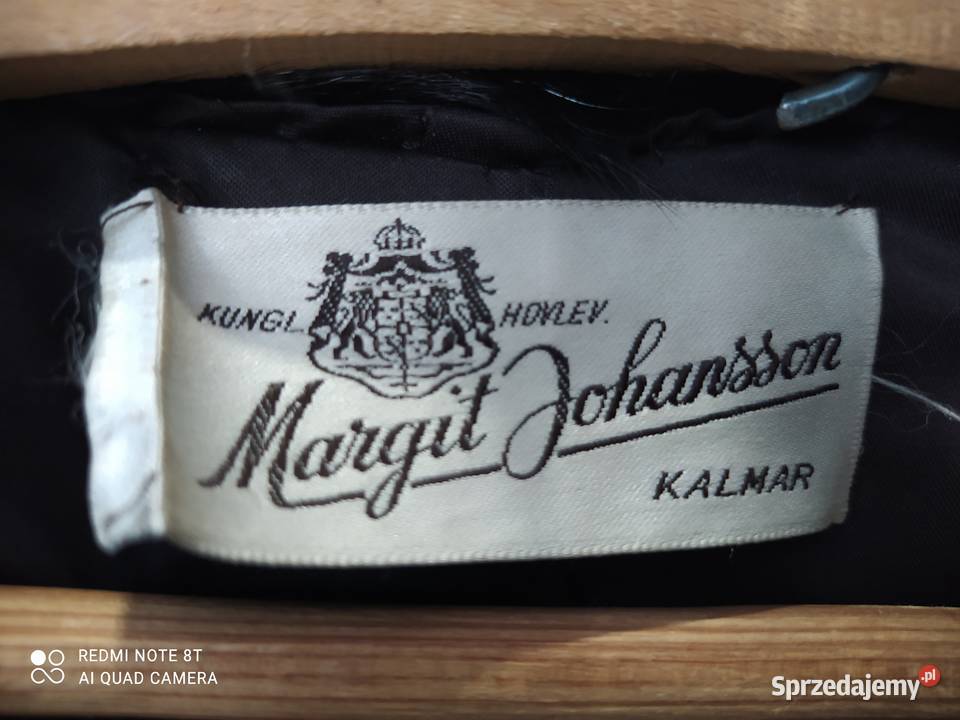 KUNGL. HOVLEV.
Margit Johansson
KALMAR
REDMI NOTE 8T
AI QUAD CAMERA
Sprzedajemy.pl